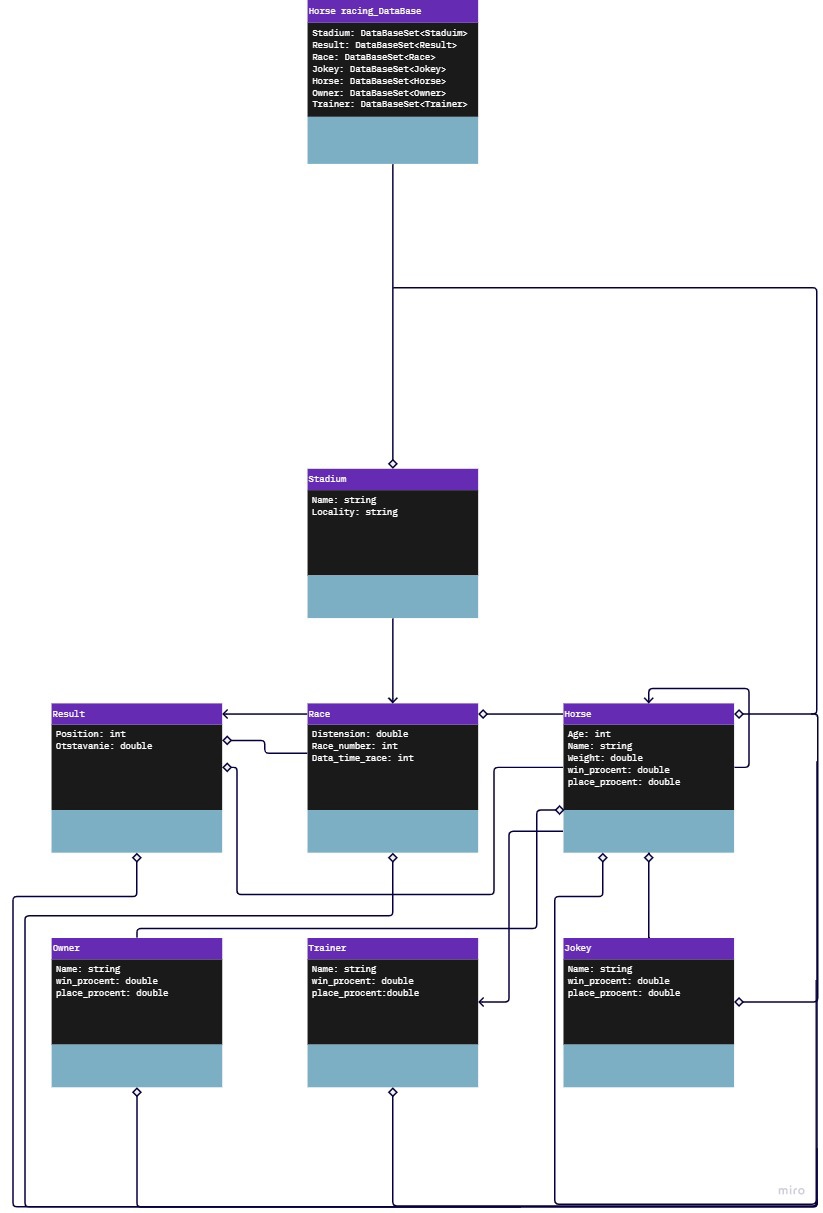 Horse racing_DataBase
Stadium: DataBaseSet<Staduim>
Result: DataBaseSet<Result>
Race: DataBaseSet<Race>
Jokey: DataBaseSet<Jokey>
Horse: DataBaseSet<Horse>
Owner: DataBaseSet<Owner>
Trainer: DataBaseSet<Trainer>
Stadium
Name: string
Locality: string
Result
Position: int
Otstavanie: double
Race
Distension: double
Race_number: int
Data_time_race: int
Horse
Age: int
Name: string
Weight: double
win_procent: double
place_procent: double
Owner
Name: string
win_procent: double
place_procent: double
Trainer
Name: string
win_procent: double
place_procent:double
Jokey
Name: string
win_procent: double
place_procent: double
miro